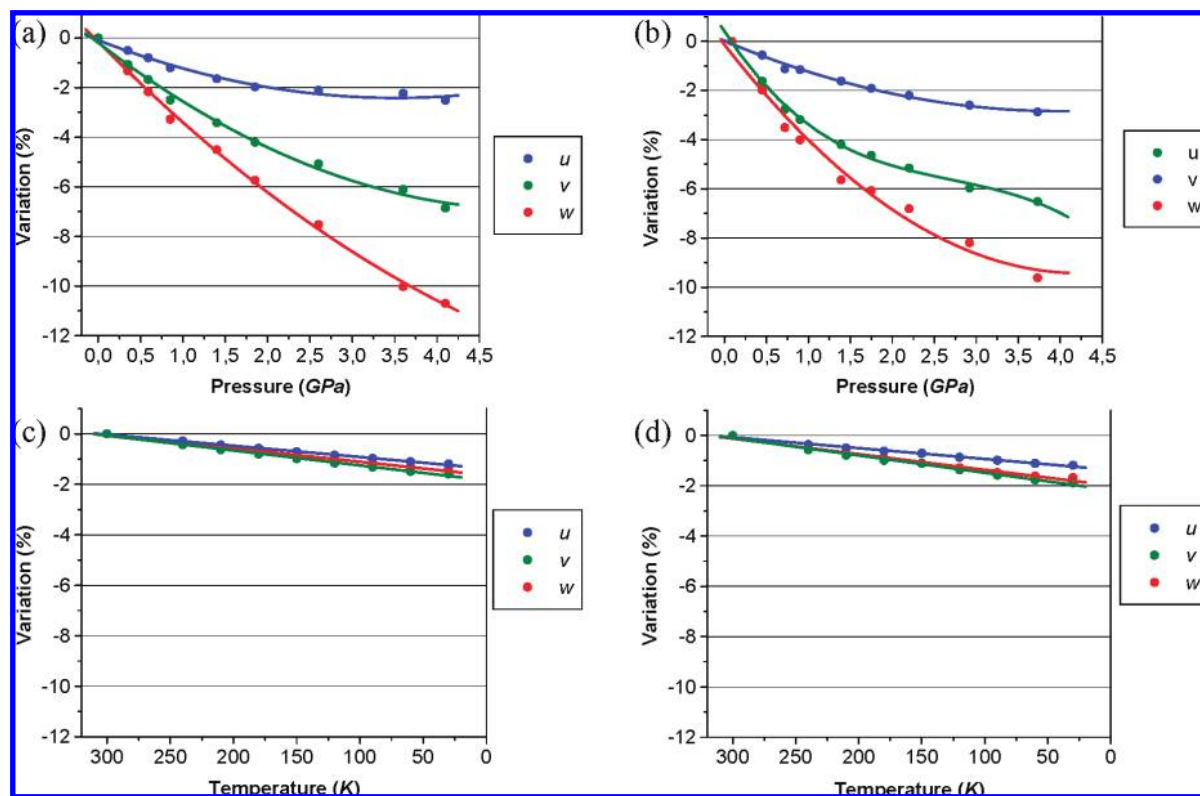 (a)
Variation (%)
0
-2
-4
-6
-8
-10
-12
0,0 0,5 1,0 1,5 2,0 2,5 3,0 3,5 4,0 4,5
Pressure (GPa)
u
v
w
(b)
Variation (%)
0
-2
-4
-6
-8
-10
-12
0,0 0,5 1,0 1,5 2,0 2,5 3,0 3,5 4,0 4,5
Pressure (GPa)
u
v
w
(c)
Variation (%)
0
-2
-4
-6
-8
-10
-12
300 250 200 150 100 50 0
Temperature (K)
u
v
w
(d)
Variation (%)
0
-2
-4
-6
-8
-10
-12
300 250 200 150 100 50 0
Temperature (K)
u
v
w